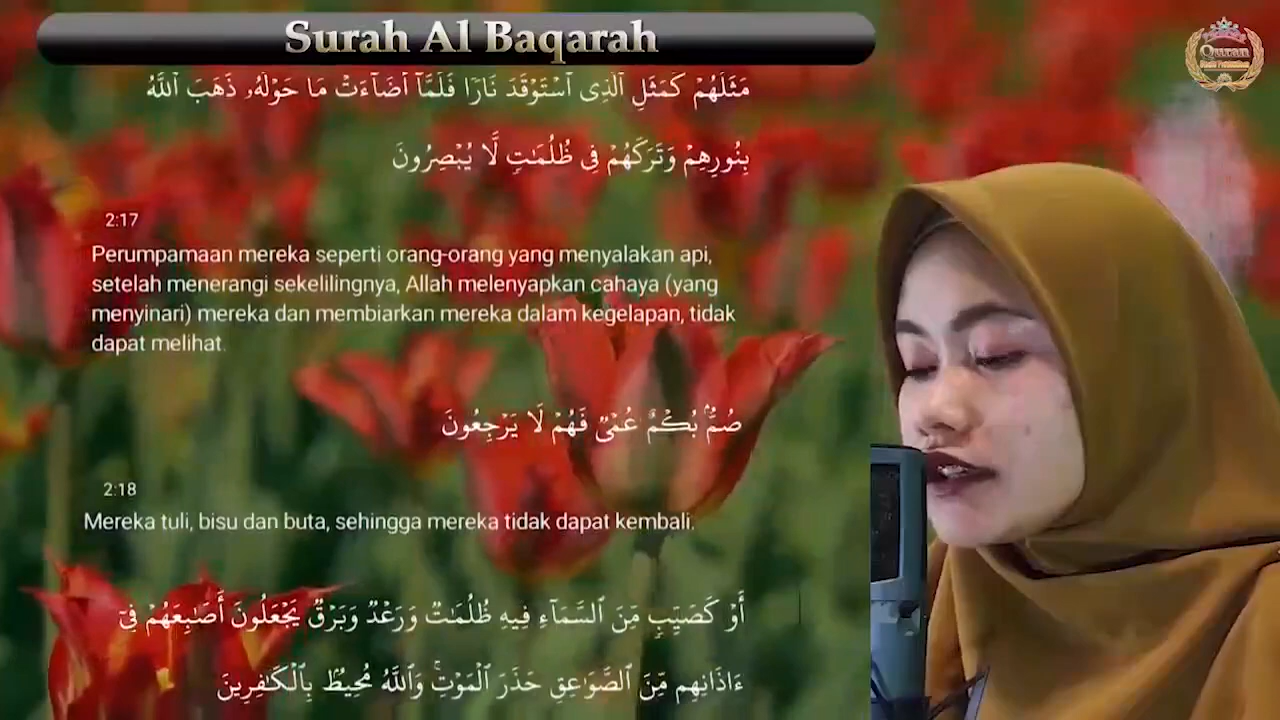 Surah Al Baqarah
Quran
مَثَلُهُمْ كَمَثَلِ ٱلَّذِى ٱسْتَوْقَدَ نَارًا فَلَمَّآ أَضَآءَتْ مَا حَوْلَهُۥ ذَهَبَ ٱللَّهُ
بِنُورِهِمْ وَتَرَكَهُمْ فِى ظُلُمَـٰتٍ لَّا يُبْصِرُونَ
2:17
Perumpamaan mereka seperti orang-orang yang menyalakan api,
setelah menerangi sekelilingnya, Allah melenyapkan cahaya (yang
menyinari) mereka dan membiarkan mereka dalam kegelapan, tidak
dapat melihat.
صُمٌّۢ بُكْمٌ عُمْىٌ فَهُمْ لَا يَرْجِعُونَ
2:18
Mereka tuli, bisu dan buta, sehingga mereka tidak dapat kembali.
أَوْ كَصَيِّبٍ مِّنَ ٱلسَّمَآءِ فِيهِ ظُلُمَـٰتٌ وَرَعْدٌ وَبَرْقٌ يَجْعَلُونَ أَصَـٰبِعَهُمْ فِىٓ
ءَاذَانِهِم مِّنَ ٱلصَّوَٰعِقِ حَذَرَ ٱلْمَوْتِ ۚ وَٱللَّهُ مُحِيطٌۢ بِٱلْكَـٰفِرِينَ